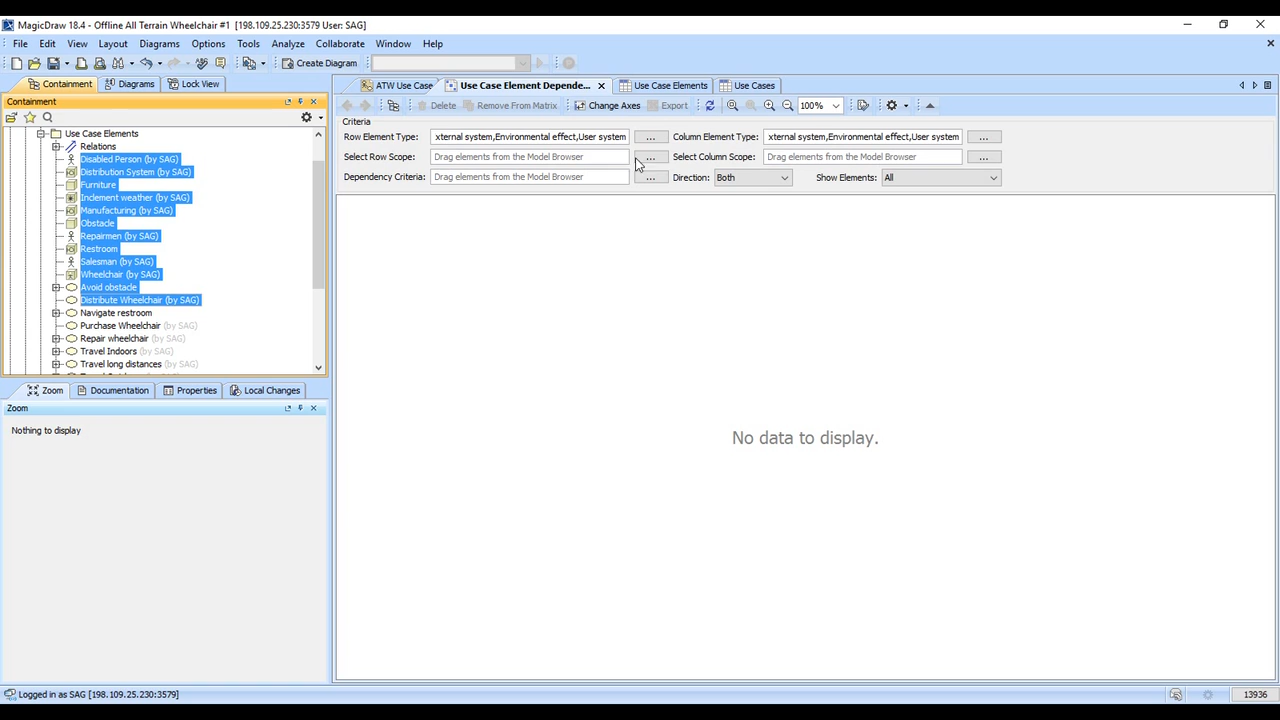 MagicDraw 18.4 - Offline All Terrain Wheelchair #1 [198.109.25.230:3579 User: SAG]
File Edit View Layout Diagrams Options Tools Analyze Collaborate Window Help
Create Diagram
Containment Diagrams Lock View
ATW Use Case Use Case Element Depende... Use Case Elements Use Cases
Containment
Delete Remove From Matrix Change Axes Export 100%
Criteria
Row Element Type: xternal system,Environmental effect,User system ... Column Element Type: xternal system,Environmental effect,User system ...
Select Row Scope: Drag elements from the Model Browser ... Select Column Scope: Drag elements from the Model Browser ...
Dependency Criteria: Drag elements from the Model Browser ... Direction: Both Show Elements: All
Use Case Elements
Relations
Disabled Person (by SAG)
Distribution System (by SAG)
Furniture
Indement weather (by SAG)
Manufacturing (by SAG)
Obstacle
Repairmen (by SAG)
Restroom
Salesman (by SAG)
Wheelchair (by SAG)
Avoid obstacle
Distribute Wheelchair (by SAG)
Navigate restroom
Purchase Wheelchair (by SAG)
Repair wheelchair (by SAG)
Travel Indoors (by SAG)
Travel long distances (by SAG)
Zoom Documentation Properties Local Changes
Zoom
Nothing to display
No data to display.
Logged in as SAG [198.109.25.230:3579]
13936